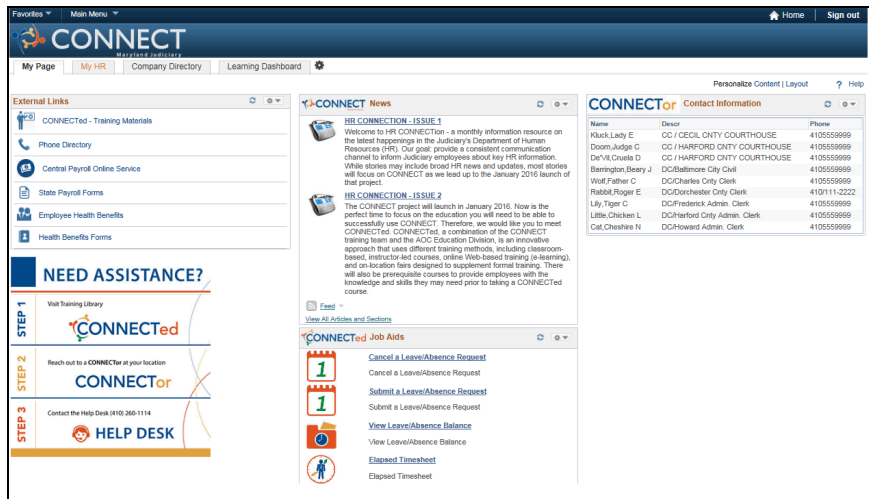 Favorites Main Menu Home Sign out
CONNECT
Maryland Judiciary
My Page My HR Company Directory Learning Dashboard
Personalize Content | Layout ? Help
External Links
CONNECTed - Training Materials
Phone Directory
Central Payroll Online Service
State Payroll Forms
Employee Health Benefits
Health Benefits Forms
NEED ASSISTANCE?
STEP 1
Visit Training Library
CONNECTed
STEP 2
Reach out to a CONNECTor at your location
CONNECTor
STEP 3
Contact the Help Desk (410) 260-1114
HELP DESK
CONNECT News
HR CONNECTION - ISSUE 1
Welcome to HR CONNECTion - a monthly information resource on
the latest happenings in the Judiciary's Department of Human
Resources (HR). Our goal: provide a consistent communication
channel to inform Judiciary employees about key HR information.
While stories may include broad HR news and updates, most stories
will focus on CONNECT as we lead up to the January 2016 launch of
that project.
HR CONNECTION - ISSUE 2
The CONNECT project will launch in January 2016. Now is the
perfect time to focus on the education you will need to be able to
successfully use CONNECT. Therefore, we would like you to meet
CONNECTed. CONNECTed, a combination of the CONNECT
training team and the AOC Education Division, is an innovative
approach that uses different training methods, including classroom-
based, instructor-led courses, online Web-based training (e-learning),
and on-location fairs designed to supplement formal training. There
will also be prerequisite courses to provide employees with the
knowledge and skills they may need prior to taking a CONNECTed
course.
Feed
View All Articles and Sections
CONNECTed Job Aids
1
Cancel a Leave/Absence Request
Cancel a Leave/Absence Request
1
Submit a Leave/Absence Request
Submit a Leave/Absence Request
View Leave/Absence Balance
View Leave/Absence Balance
Elapsed Timesheet
Elapsed Timesheet
CONNECTor Contact Information
Name Descr Phone
Kluck,Lady E CC / CECIL CNTY COURTHOUSE 4105559999
Doom,Judge C CC / HARFORD CNTY COURTHOUSE 4105559999
De'Vil,Cruela D CC / HARFORD CNTY COURTHOUSE 4105559999
Barrington,Beary J DC/Baltimore City Civil 4105559999
Wolf,Father C DC/Charles Cnty Clerk 4105559999
Rabbit,Roger E DC/Dorchester Cnty Clerk 410/111-2222
Lily,Tiger C DC/Frederick Admin. Clerk 4105559999
Little,Chicken L DC/Harford Cnty Admin. Clerk 4105559999
Cat,Cheshire N DC/Howard Admin. Clerk 4105559999